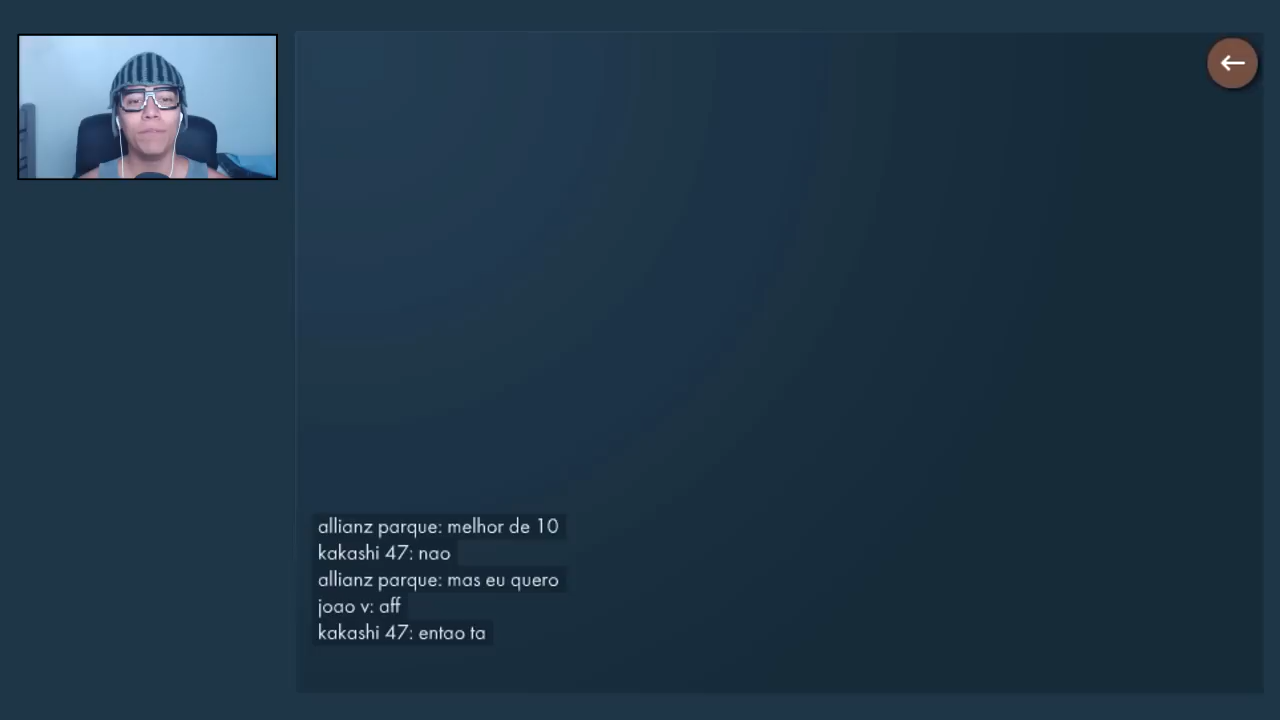 allianz parque: melhor de 10
kakashi 47: nao
allianz parque: mas eu quero
joao v: aff
kakashi 47: entao ta